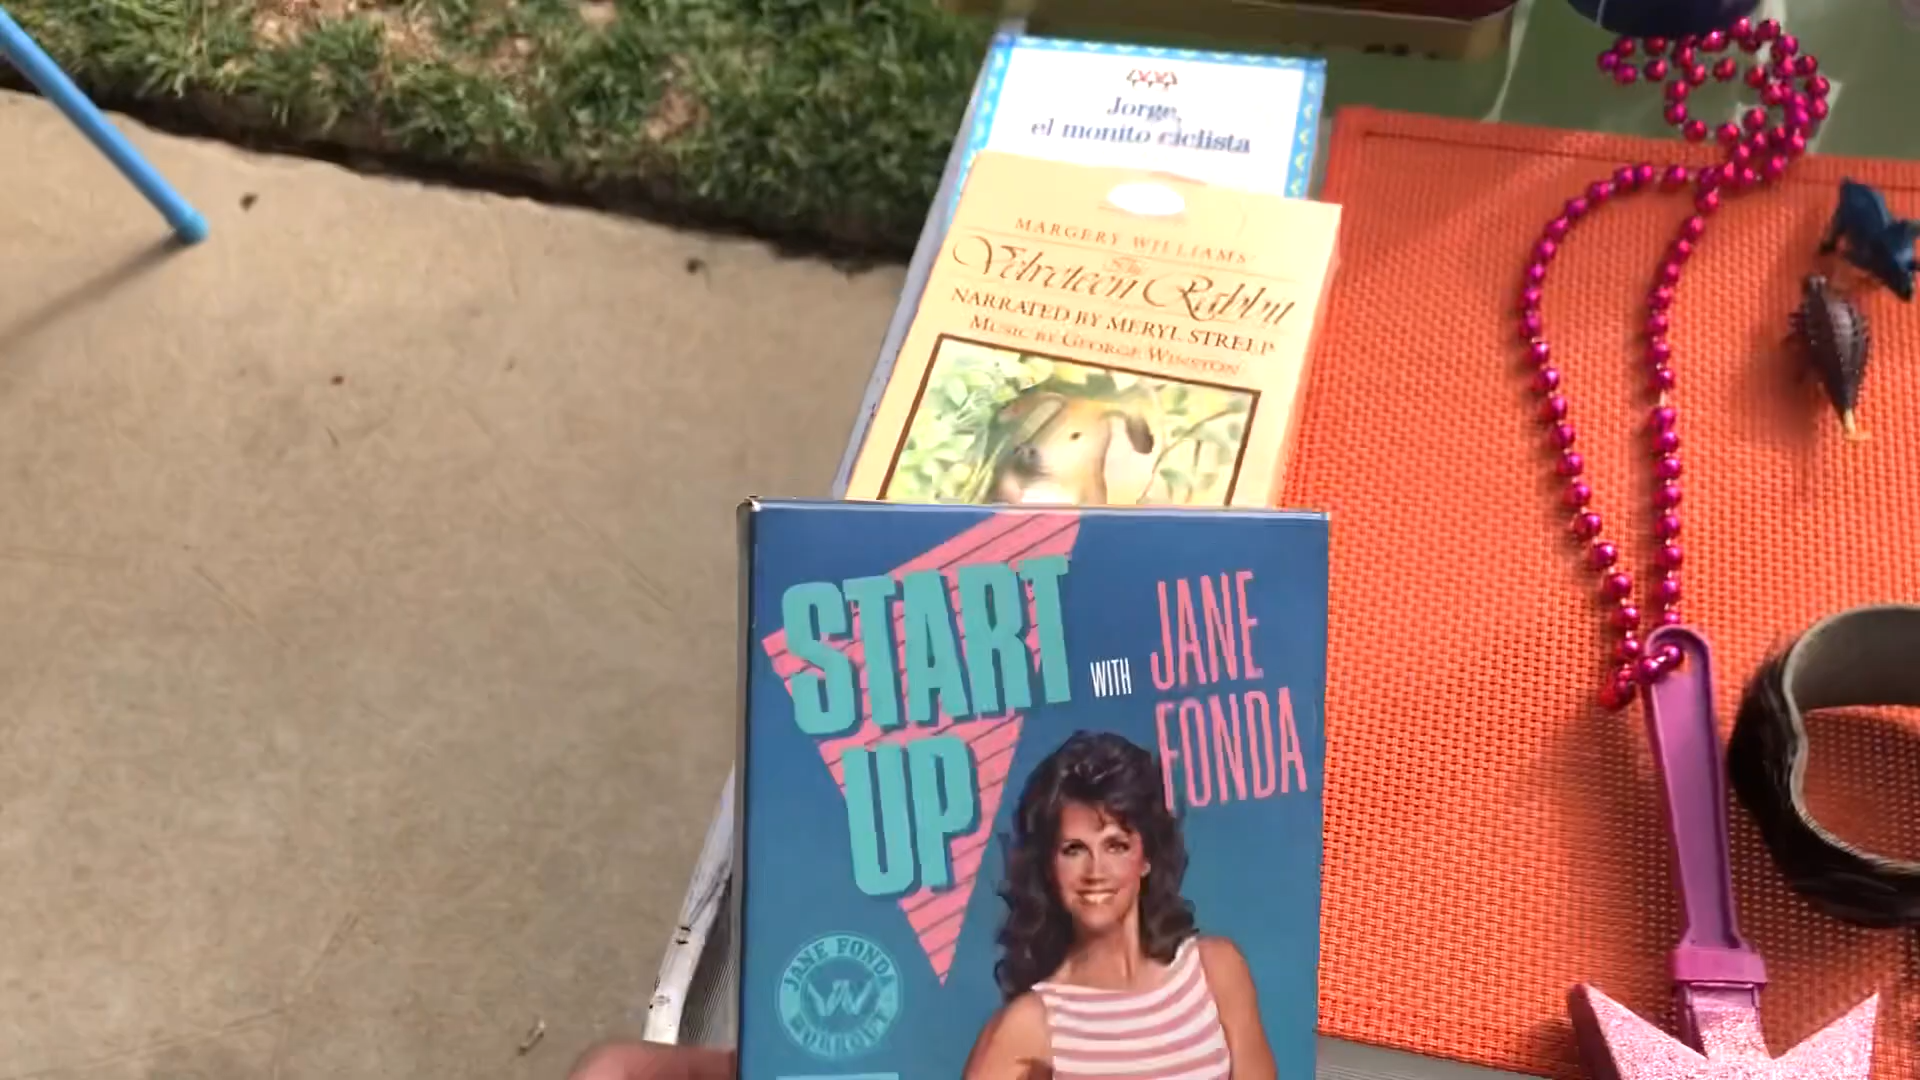 Jorge,
el monito ciclista
MARGERY WILLIAMS'
The
Velveteen Rabbit
NARRATED BY MERYL STREEP
MUSIC BY GEORGE WINSTON
START
UP
WITH
JANE
FONDA
JANE FONDA
WORKOUT